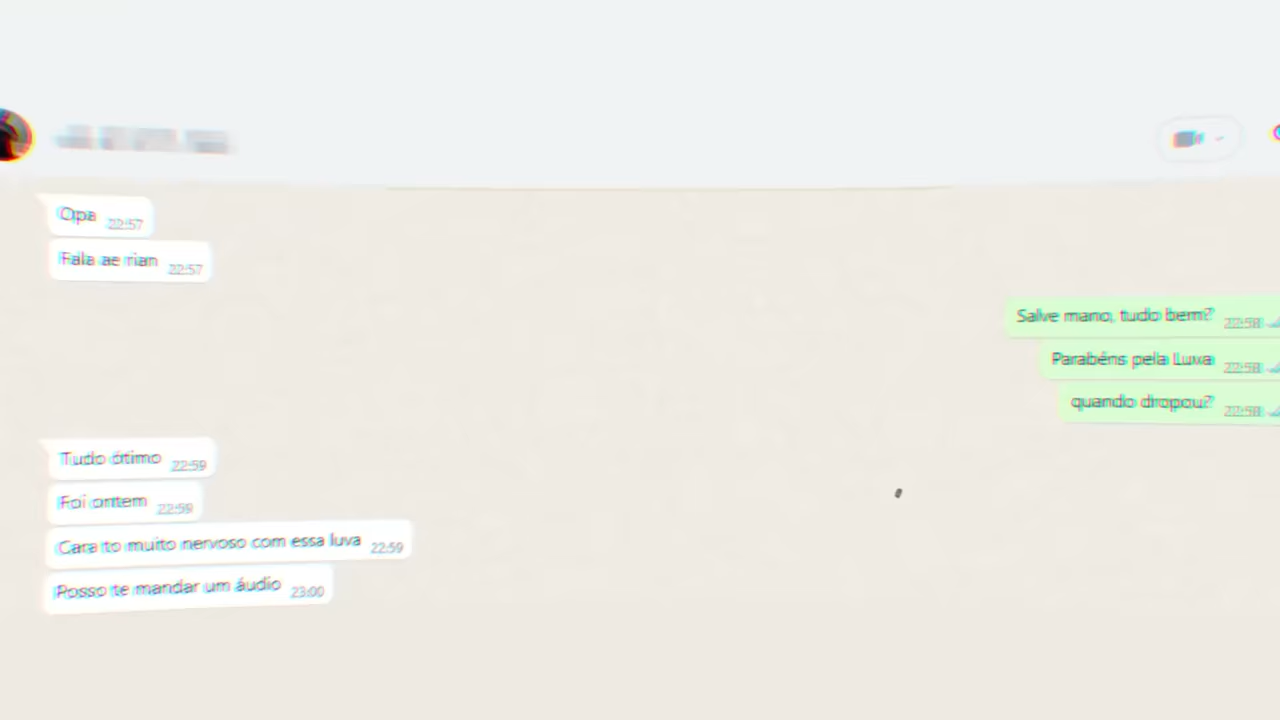 Opa 22:57
Fala ae rian 22:57
Salve mano, tudo bem? 22:58
Parabéns pela Luva 22:58
quando dropou? 22:58
Tudo ótimo 22:59
Foi ontem 22:59
Cara to muito nervoso com essa luva 22:59
Posso te mandar um áudio 23:00